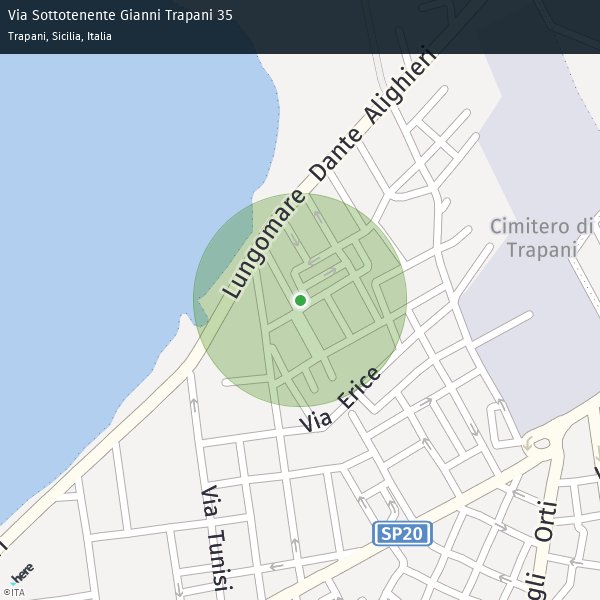 Via Sottotenente Gianni Trapani 35
Trapani, Sicilia, Italia
Lungomare Dante Alighieri
Cimitero di
Trapani
Via Erice
Via Tunisi
SP20
gli Orti
here
©ITA